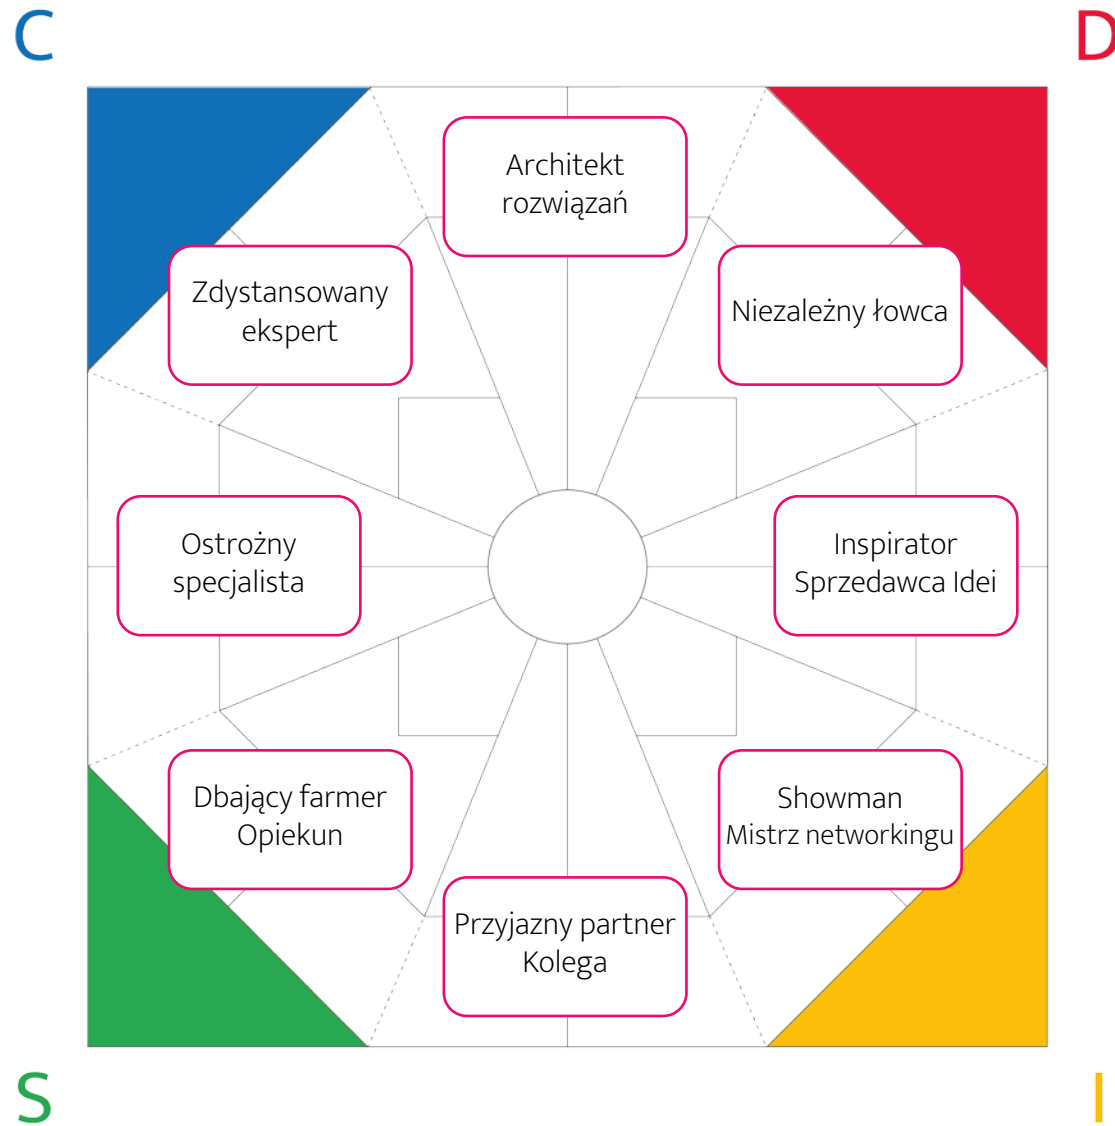 C
D
Architekt
rozwiązań
Zdystansowany
ekspert
Niezależny łowca
Ostrożny
specjalista
Inspirator
Sprzedawca Idei
Dbający farmer
Opiekun
Showman
Mistrz networkingu
Przyjazny partner
Kolega
S
I